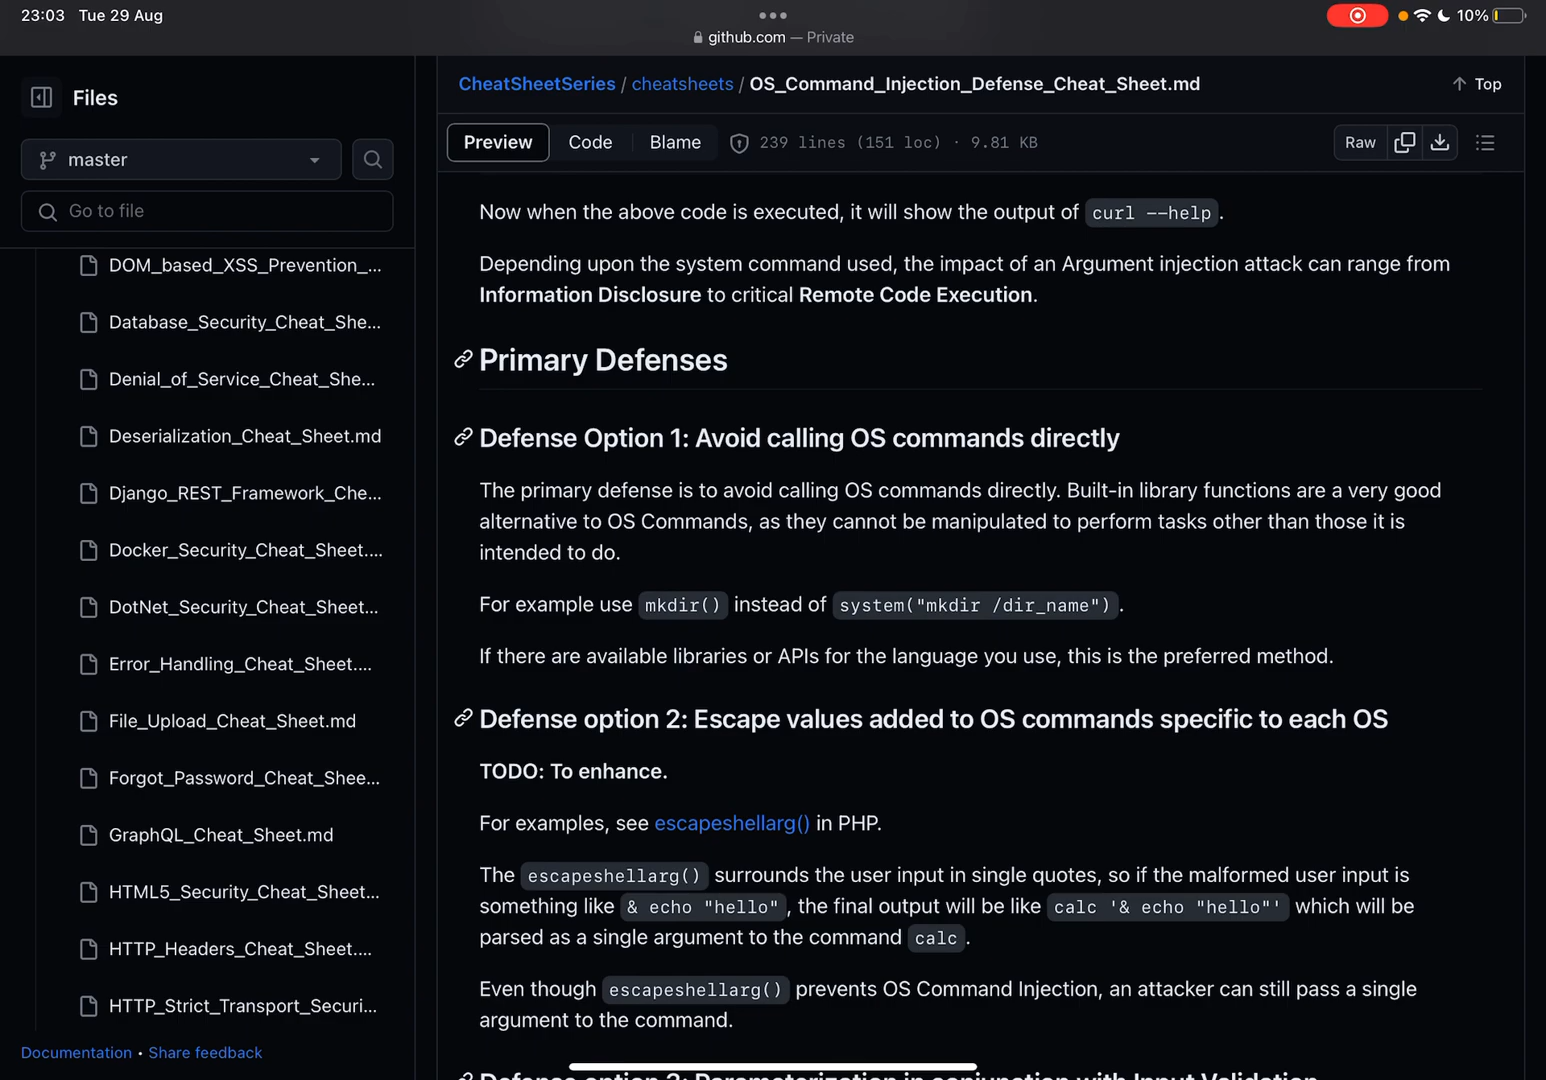 23:03 Tue 29 Aug
10%
github.com — Private
Files
master
Go to file
DOM_based_XSS_Prevention_...
Database_Security_Cheat_She...
Denial_of_Service_Cheat_She...
Deserialization_Cheat_Sheet.md
Django_REST_Framework_Che...
Docker_Security_Cheat_Sheet....
DotNet_Security_Cheat_Sheet...
Error_Handling_Cheat_Sheet....
File_Upload_Cheat_Sheet.md
Forgot_Password_Cheat_Shee...
GraphQL_Cheat_Sheet.md
HTML5_Security_Cheat_Sheet...
HTTP_Headers_Cheat_Sheet....
HTTP_Strict_Transport_Securi...
Documentation • Share feedback
CheatSheetSeries / cheatsheets / OS_Command_Injection_Defense_Cheat_Sheet.md
Top
Preview Code Blame 239 lines (151 loc) · 9.81 KB Raw
Now when the above code is executed, it will show the output of curl --help.
Depending upon the system command used, the impact of an Argument injection attack can range from
Information Disclosure to critical Remote Code Execution.
Primary Defenses
Defense Option 1: Avoid calling OS commands directly
The primary defense is to avoid calling OS commands directly. Built-in library functions are a very good
alternative to OS Commands, as they cannot be manipulated to perform tasks other than those it is
intended to do.
For example use mkdir() instead of system("mkdir /dir_name").
If there are available libraries or APIs for the language you use, this is the preferred method.
Defense option 2: Escape values added to OS commands specific to each OS
TODO: To enhance.
For examples, see escapeshellarg() in PHP.
The escapeshellarg() surrounds the user input in single quotes, so if the malformed user input is
something like & echo "hello", the final output will be like calc '& echo "hello"' which will be
parsed as a single argument to the command calc.
Even though escapeshellarg() prevents OS Command Injection, an attacker can still pass a single
argument to the command.
Defense option 3: Parameterization in conjunction with Input Validation